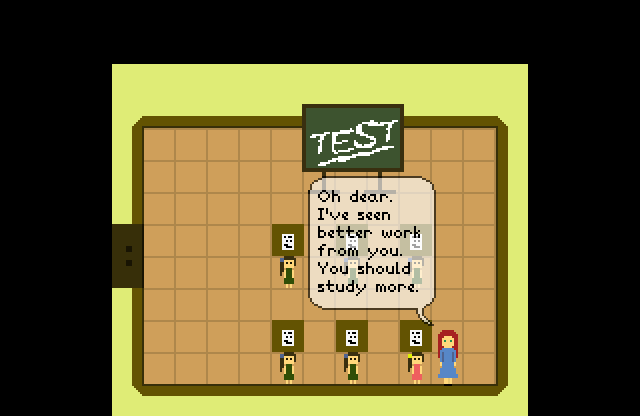 TEST
Oh dear.
I've seen
better work
from you.
You should
study more.